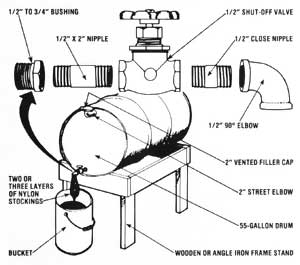 1/2"TO 3/4" BUSHING
1/2" SHUT-OFF VALVE
1/2"X 2" NIPPLE
1/2" CLOSE NIPPLE
1/2" 90° ELBOW
2" VENTED FILLER CAP
TWO OR
THREE LAYERS
OF NYLON
STOCKINGS
2" STREET ELBOW
55-GALLON DRUM
BUCKET
WOODEN OR ANGLE IRON FRAME STAND